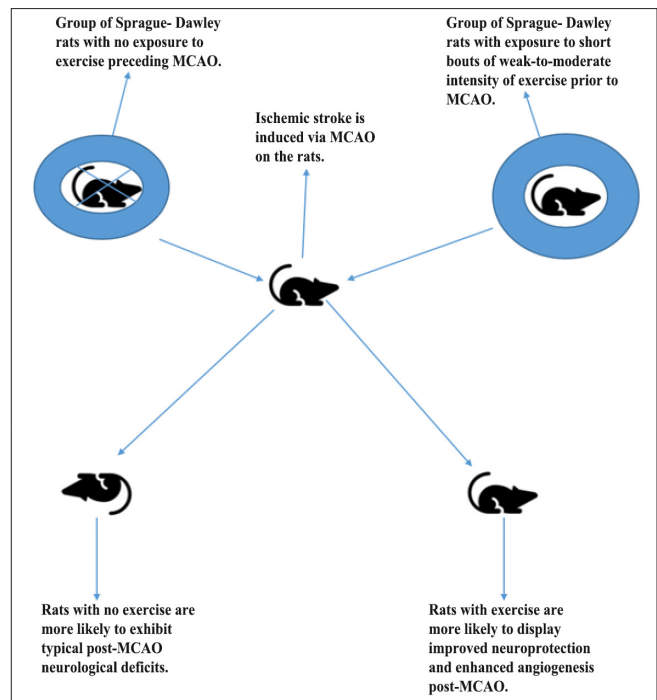 Group of Sprague- Dawley
rats with no exposure to
exercise preceding MCAO.
Group of Sprague- Dawley
rats with exposure to short
bouts of weak-to-moderate
intensity of exercise prior to
MCAO.
Ischemic stroke is
induced via MCAO
on the rats.
Rats with no exercise are
more likely to exhibit
typical post-MCAO
neurological deficits.
Rats with exercise are
more likely to display
improved neuroprotection
and enhanced angiogenesis
post-MCAO.